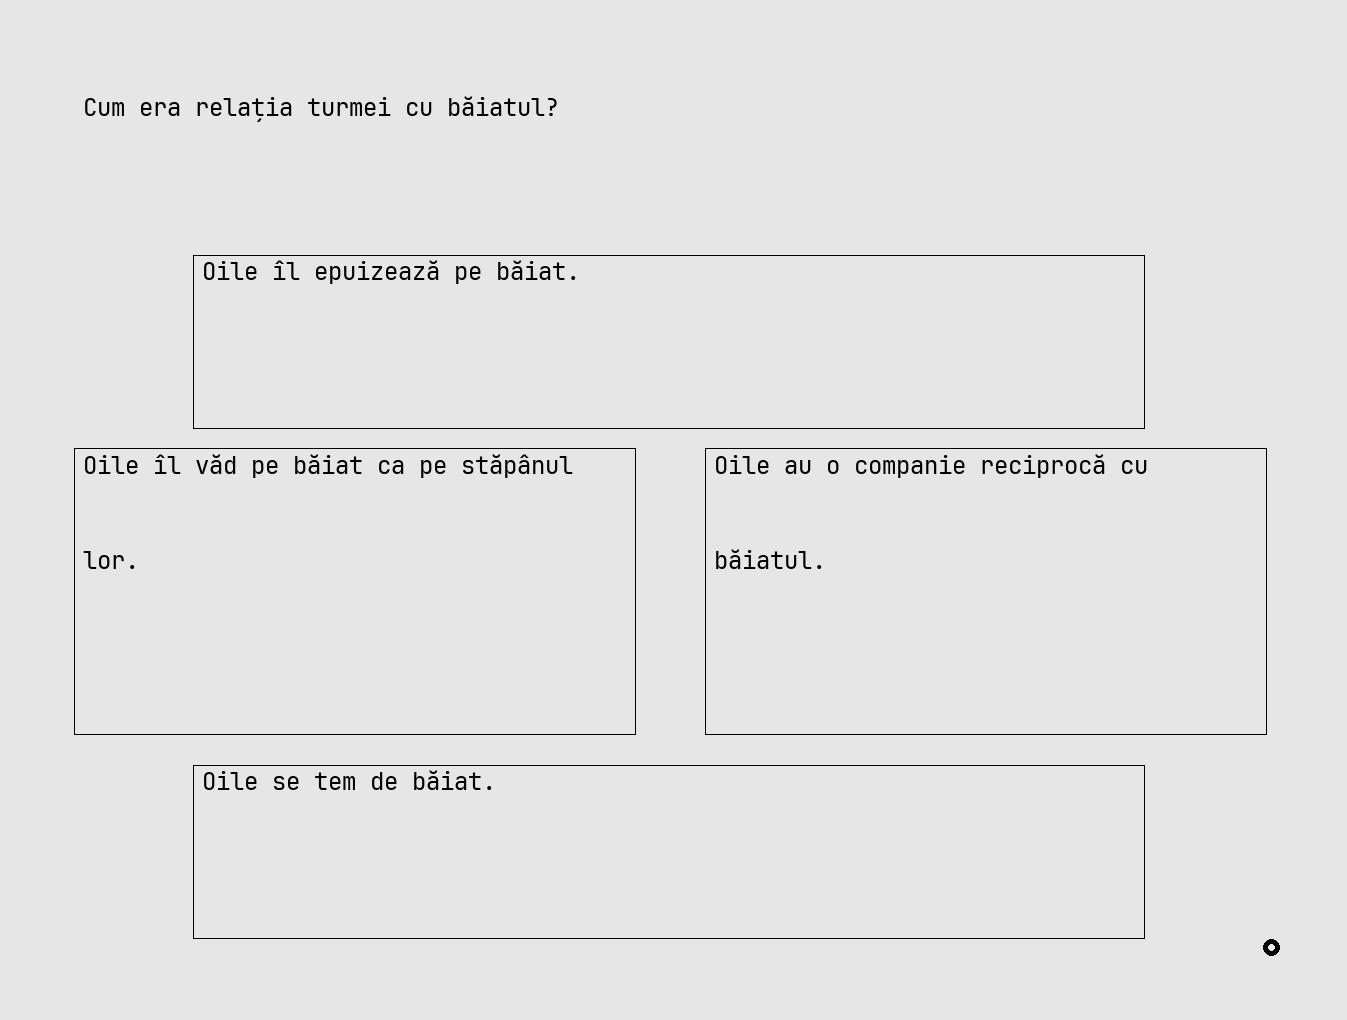 Cum era relația turmei cu băiatul?
Oile îl epuizează pe băiat.
Oile îl văd pe băiat ca pe stăpânul
lor.
Oile au o companie reciprocă cu
băiatul.
Oile se tem de băiat.